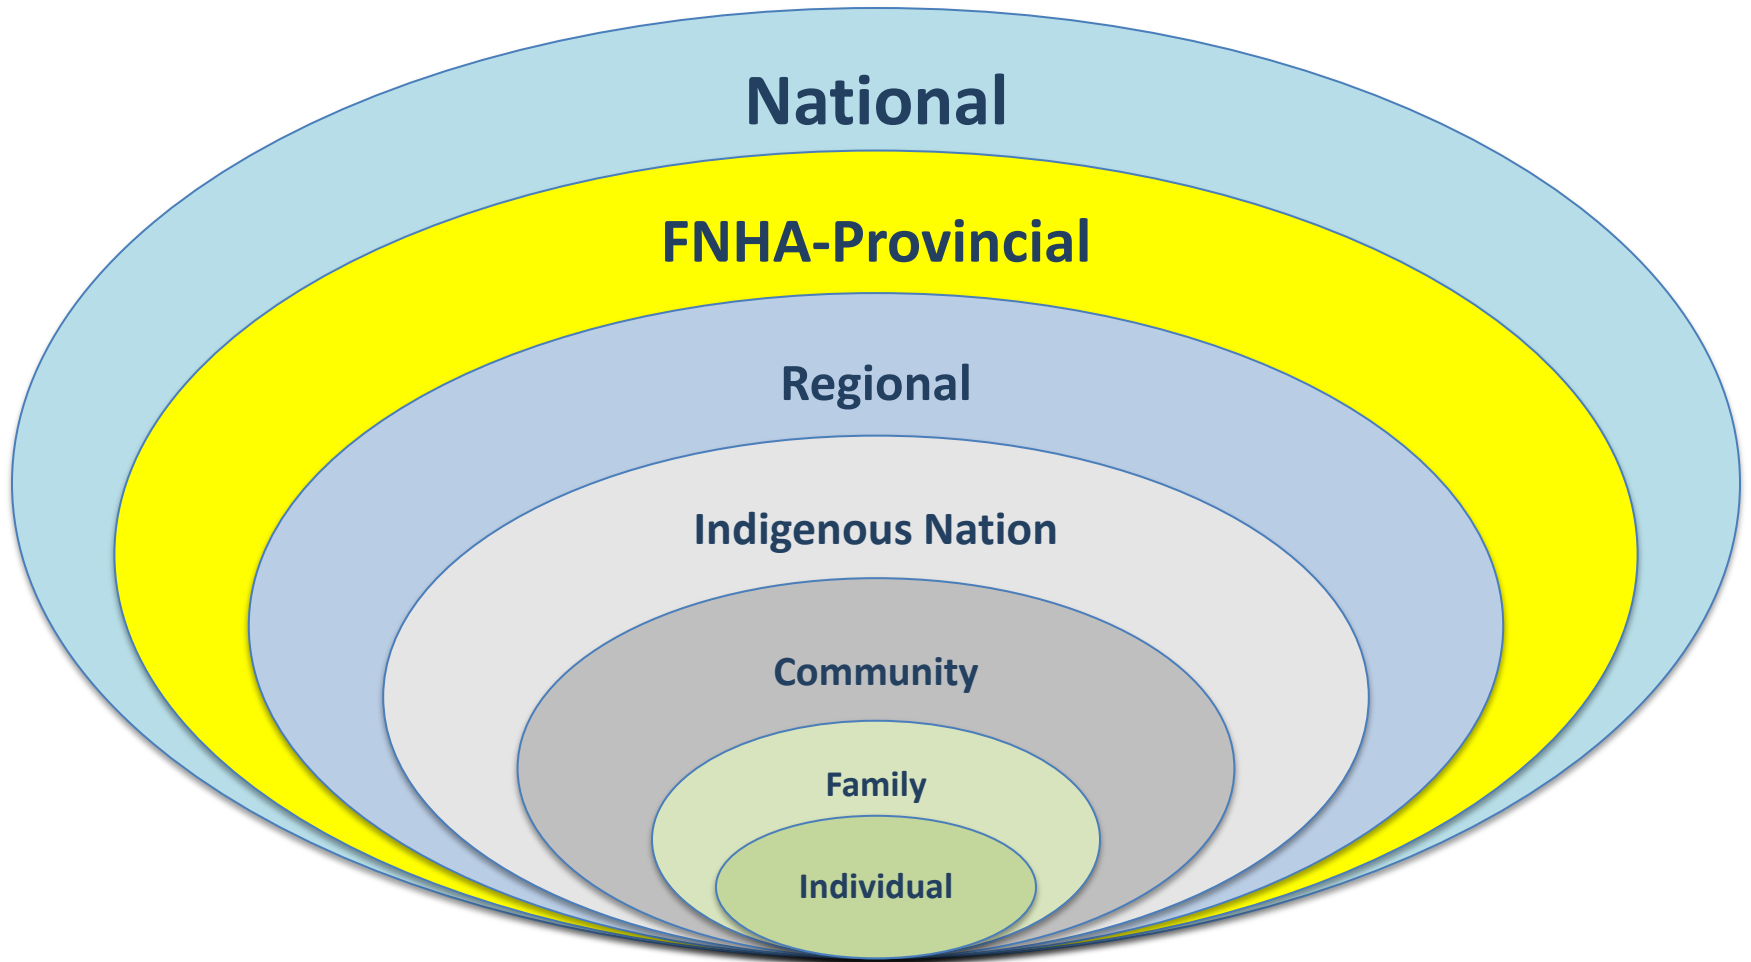 National
FNHA-Provincial
Regional
Indigenous Nation
Community
Family
Individual